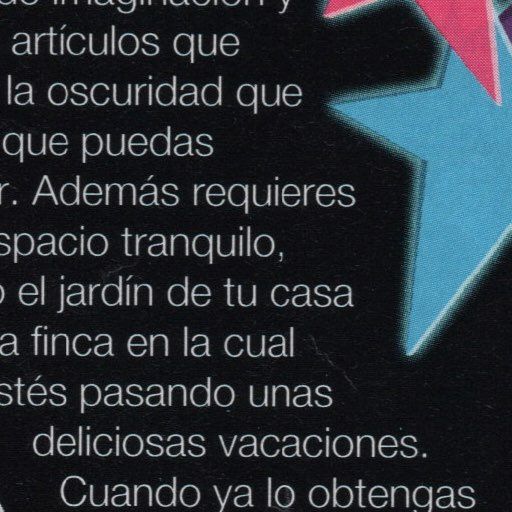 imaginación y
artículos que
la oscuridad que
que puedas
r. Además requieres
spacio tranquilo,
o el jardín de tu casa
a finca en la cual
stés pasando unas
deliciosas vacaciones.
Cuando ya lo obtengas